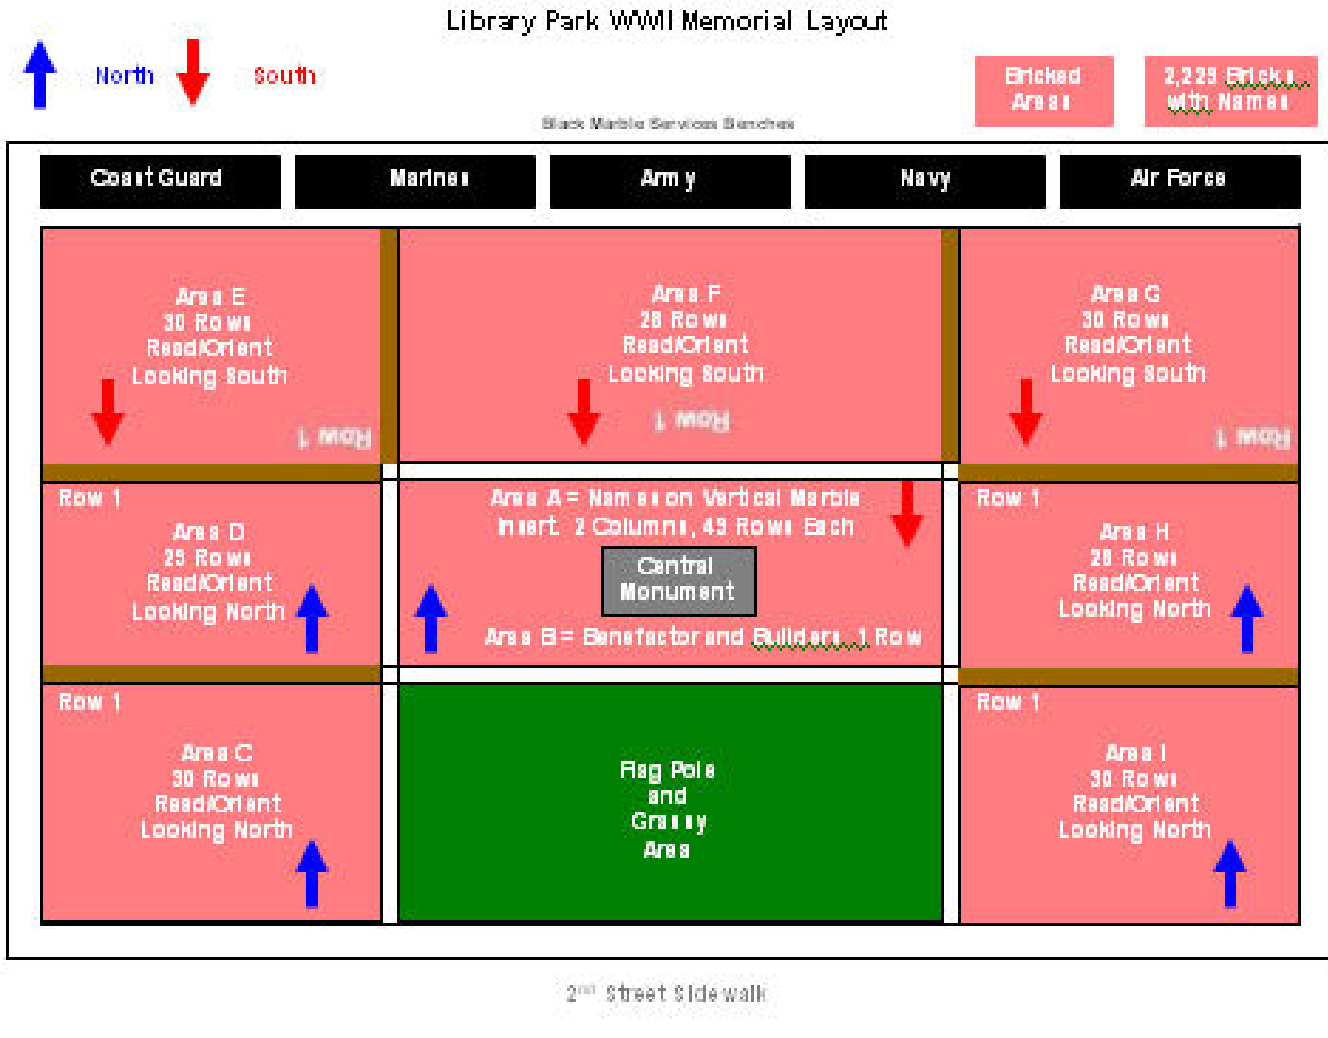 Library Park WWII Memorial Layout
North
South
Bricked
Areas
2,223 Bricks
with Names
Black Marble Services Benches
Coast Guard
Marines
Army
Navy
Air Force
Area E
30 Rows
Read/Orient
Looking South
Row 1
Area F
28 Rows
Read/Orient
Looking South
Row 1
Area G
30 Rows
Read/Orient
Looking South
Row 1
Row 1
Area D
29 Rows
Read/Orient
Looking North
Area A = Names on Vertical Marble
Insert 2 Columns, 49 Rows Each
Central
Monument
Area B = Benefactor and Builders 1 Row
Row 1
Area H
28 Rows
Read/Orient
Looking North
Row 1
Area C
30 Rows
Read/Orient
Looking North
Flag Pole
and
Grassy
Area
Row 1
Area I
30 Rows
Read/Orient
Looking North
2nd Street Sidewalk